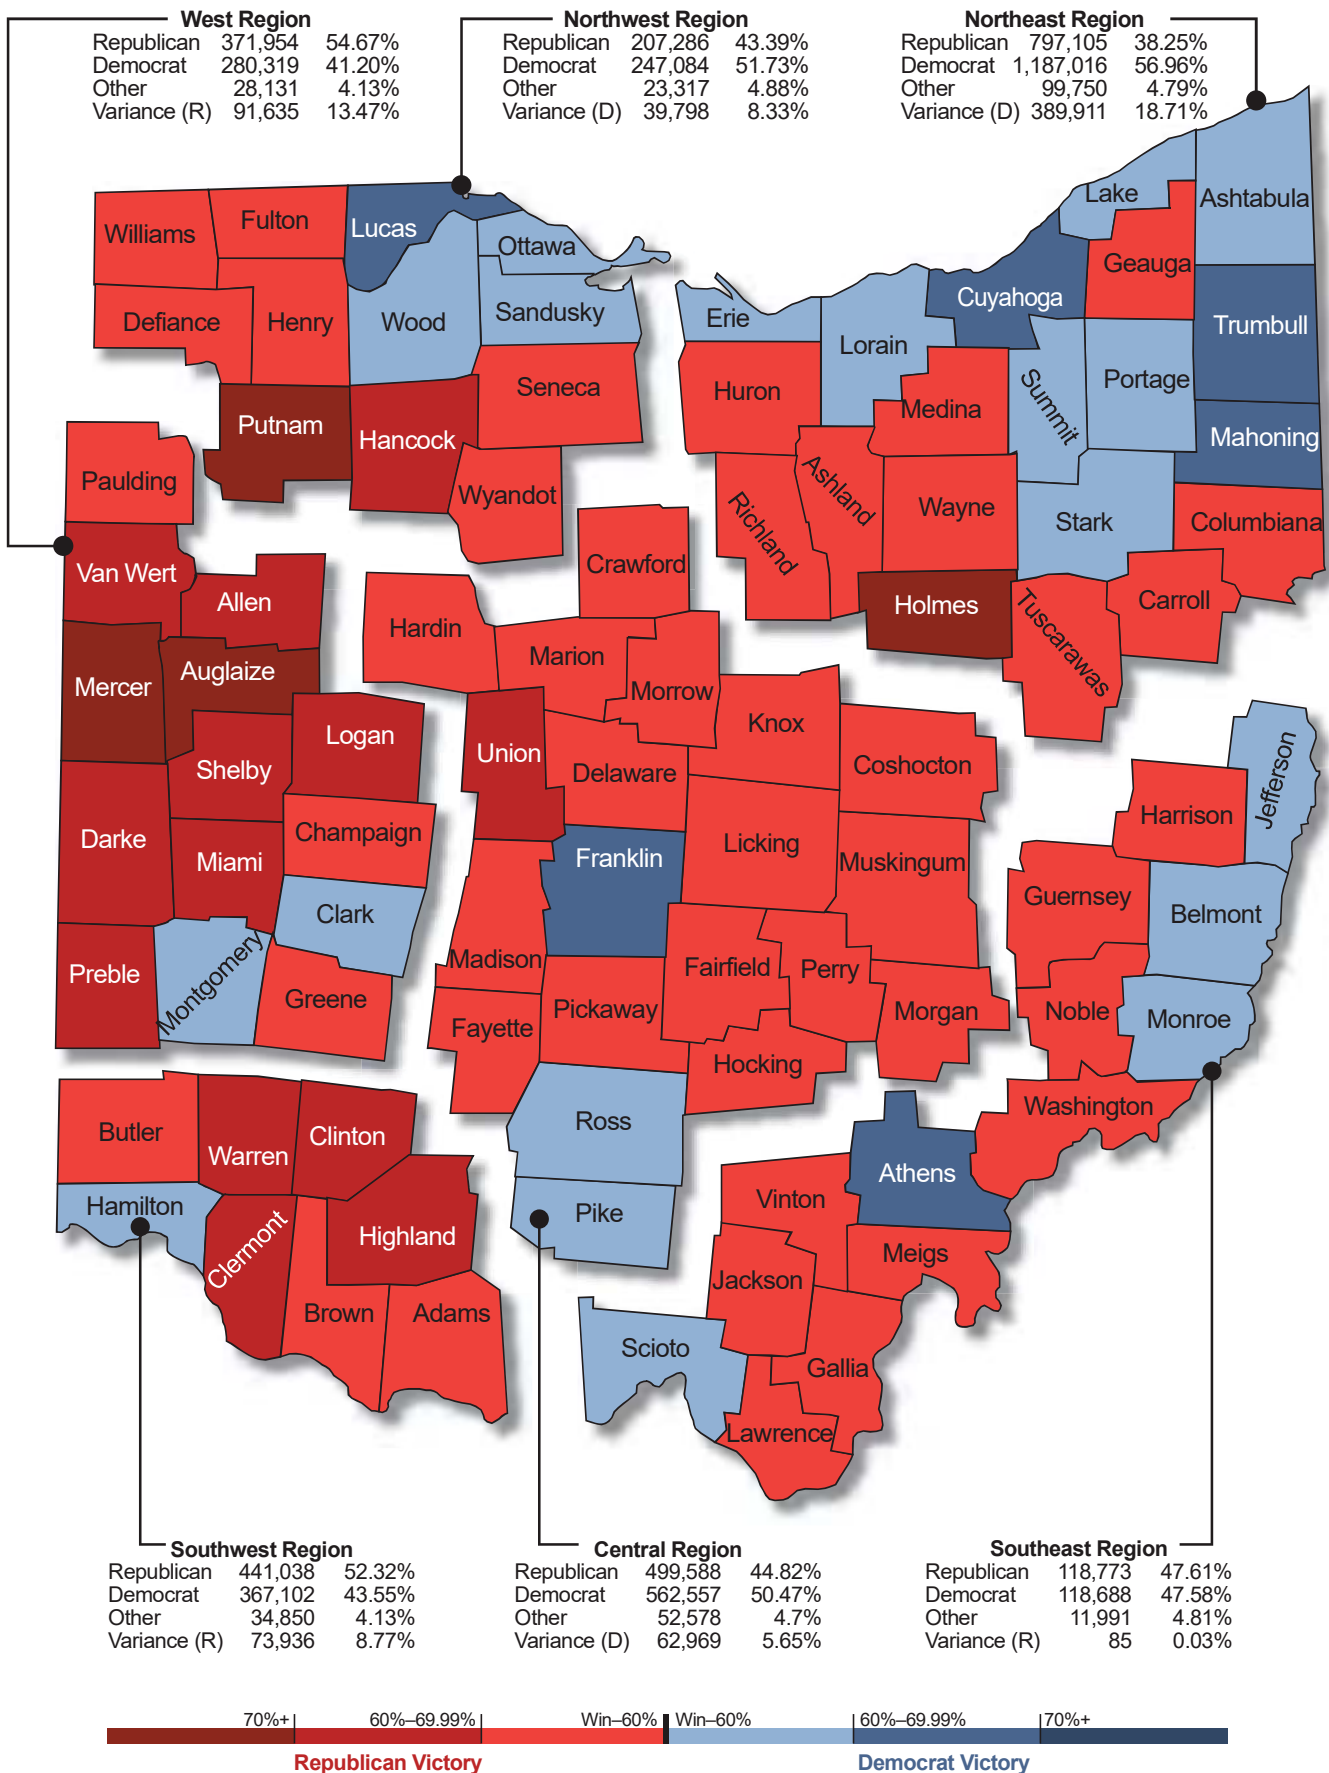 West Region
Republican 371,954 54.67%
Democrat 280,319 41.20%
Other 28,131 4.13%
Variance (R) 91,635 13.47%
Northwest Region
Republican 207,286 43.39%
Democrat 247,084 51.73%
Other 23,317 4.88%
Variance (D) 39,798 8.33%
Northeast Region
Republican 797,105 38.25%
Democrat 1,187,016 56.96%
Other 99,750 4.79%
Variance (D) 389,911 18.71%
Williams
Fulton
Lucas
Ottawa
Defiance
Henry
Wood
Sandusky
Putnam
Hancock
Seneca
Wyandot
Lake
Ashtabula
Geauga
Cuyahoga
Trumbull
Erie
Lorain
Huron
Medina
Summit
Portage
Mahoning
Richland
Ashland
Wayne
Stark
Columbiana
Holmes
Tuscarawas
Carroll
Paulding
Van Wert
Allen
Mercer
Auglaize
Logan
Shelby
Darke
Miami
Champaign
Clark
Preble
Montgomery
Greene
Crawford
Hardin
Marion
Morrow
Union
Delaware
Knox
Coshocton
Franklin
Licking
Muskingum
Madison
Fairfield
Perry
Fayette
Pickaway
Morgan
Hocking
Ross
Pike
Harrison
Jefferson
Guernsey
Belmont
Noble
Monroe
Washington
Athens
Vinton
Meigs
Jackson
Scioto
Gallia
Lawrence
Butler
Warren
Clinton
Hamilton
Clermont
Highland
Brown
Adams
Southwest Region
Republican 441,038 52.32%
Democrat 367,102 43.55%
Other 34,850 4.13%
Variance (R) 73,936 8.77%
Central Region
Republican 499,588 44.82%
Democrat 562,557 50.47%
Other 52,578 4.7%
Variance (D) 62,969 5.65%
Southeast Region
Republican 118,773 47.61%
Democrat 118,688 47.58%
Other 11,991 4.81%
Variance (R) 85 0.03%
70%+ 60%–69.99% Win–60% Win–60% 60%–69.99% 70%+
Republican Victory Democrat Victory